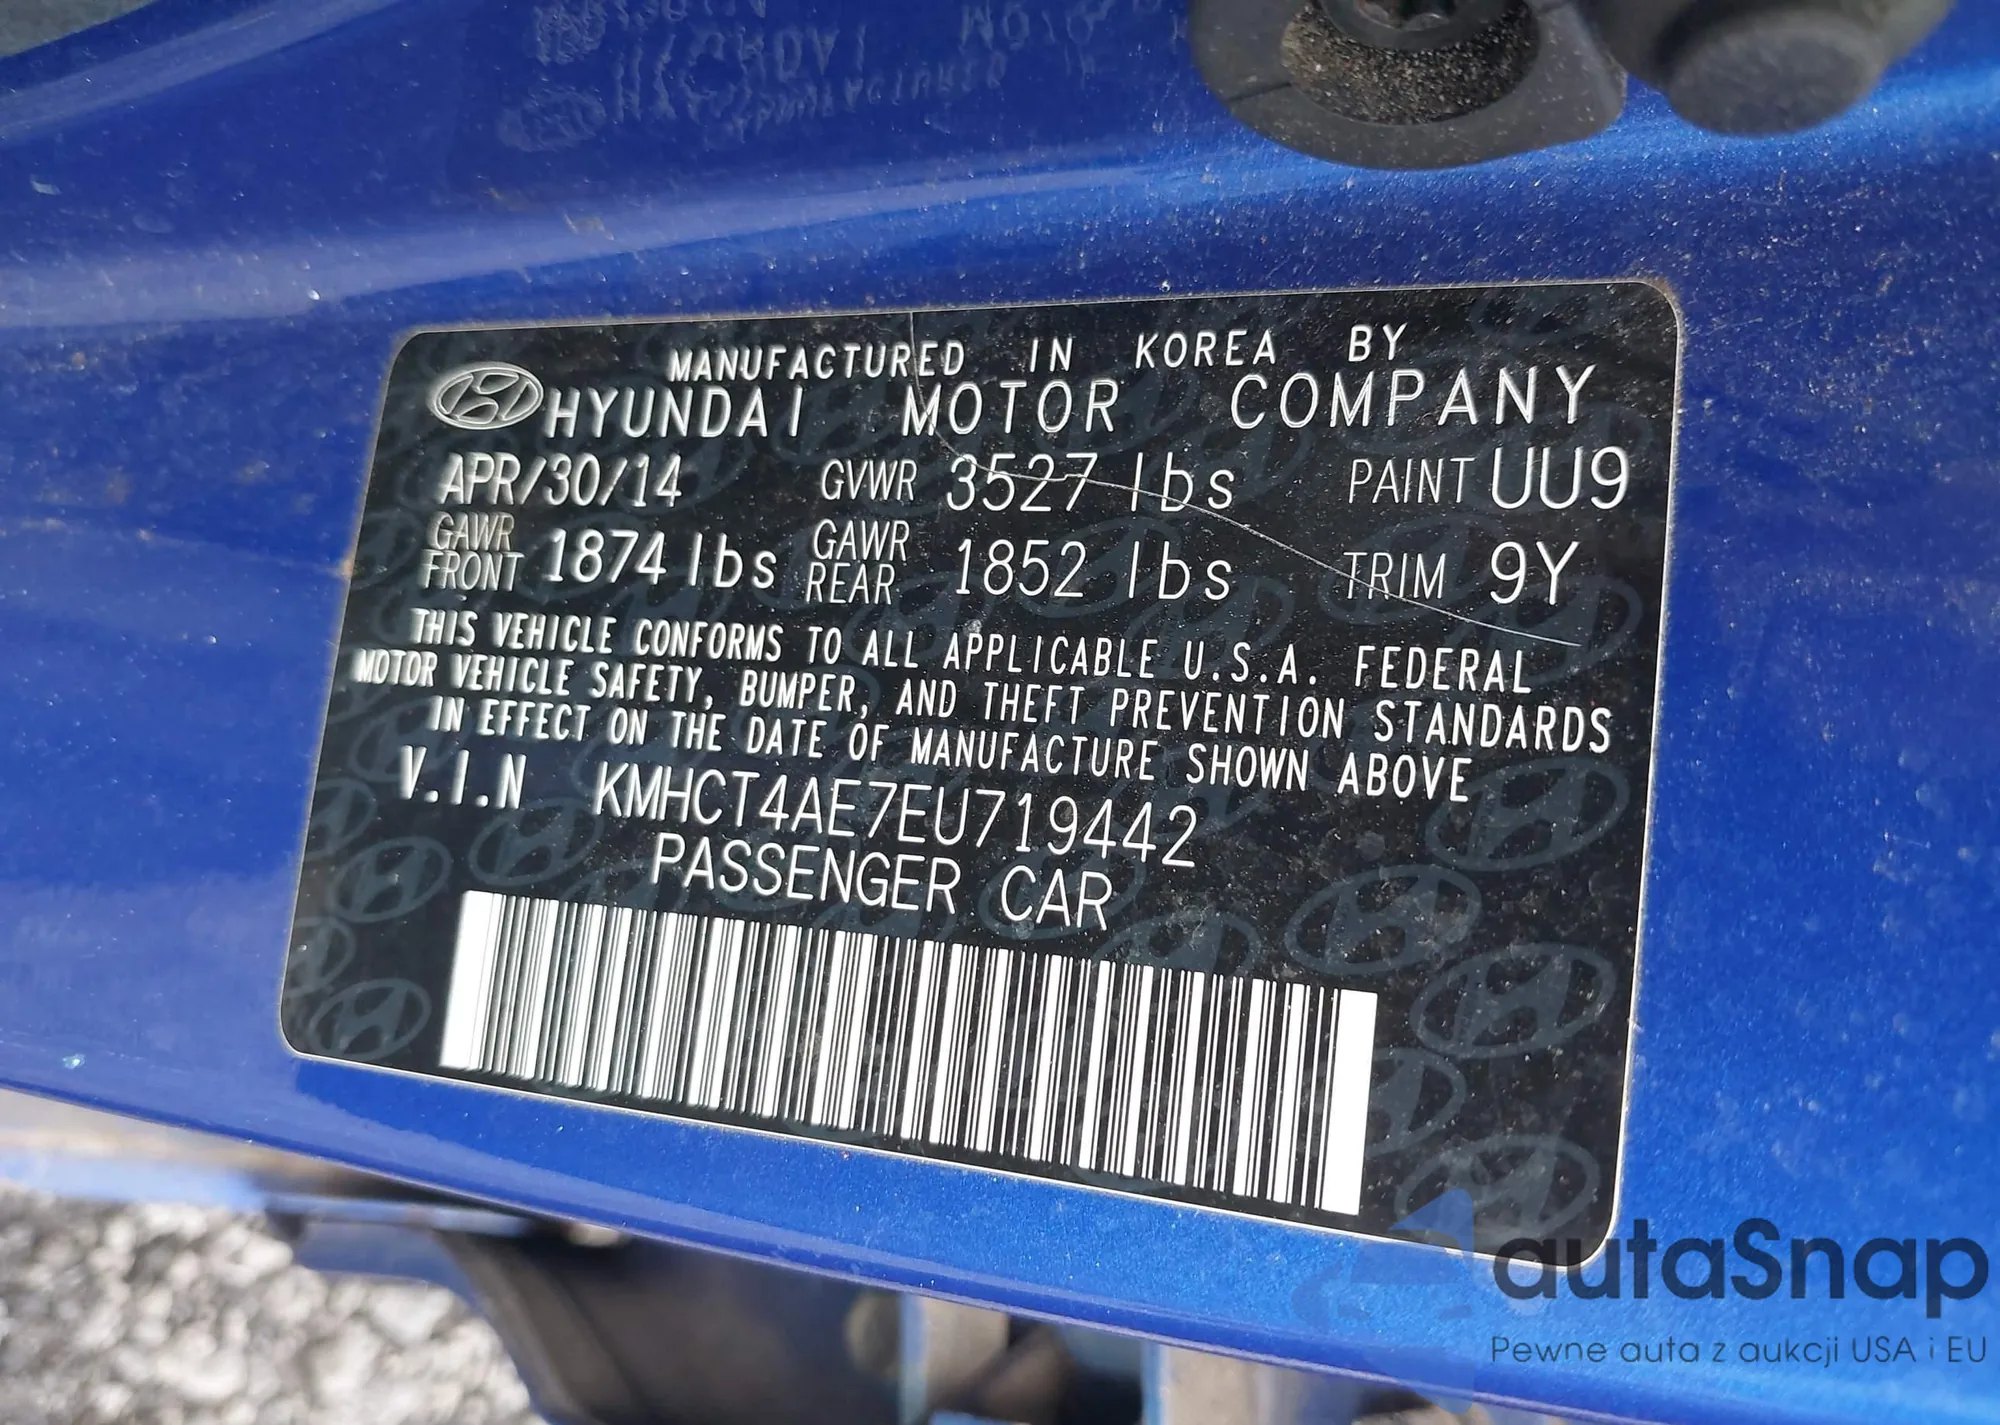 MANUFACTURED IN KOREA BY
HYUNDAI MOTOR COMPANY
APR/30/14 GVWR 3527 lbs PAINT UU9
GAWR FRONT 1874 lbs GAWR REAR 1852 lbs TRIM 9Y
THIS VEHICLE CONFORMS TO ALL APPLICABLE U.S.A. FEDERAL
MOTOR VEHICLE SAFETY, BUMPER, AND THEFT PREVENTION STANDARDS
IN EFFECT ON THE DATE OF MANUFACTURE SHOWN ABOVE
V.I.N KMHCT4AE7EU719442
PASSENGER CAR
autaSnap
Pewne auta z aukcji USA i EU